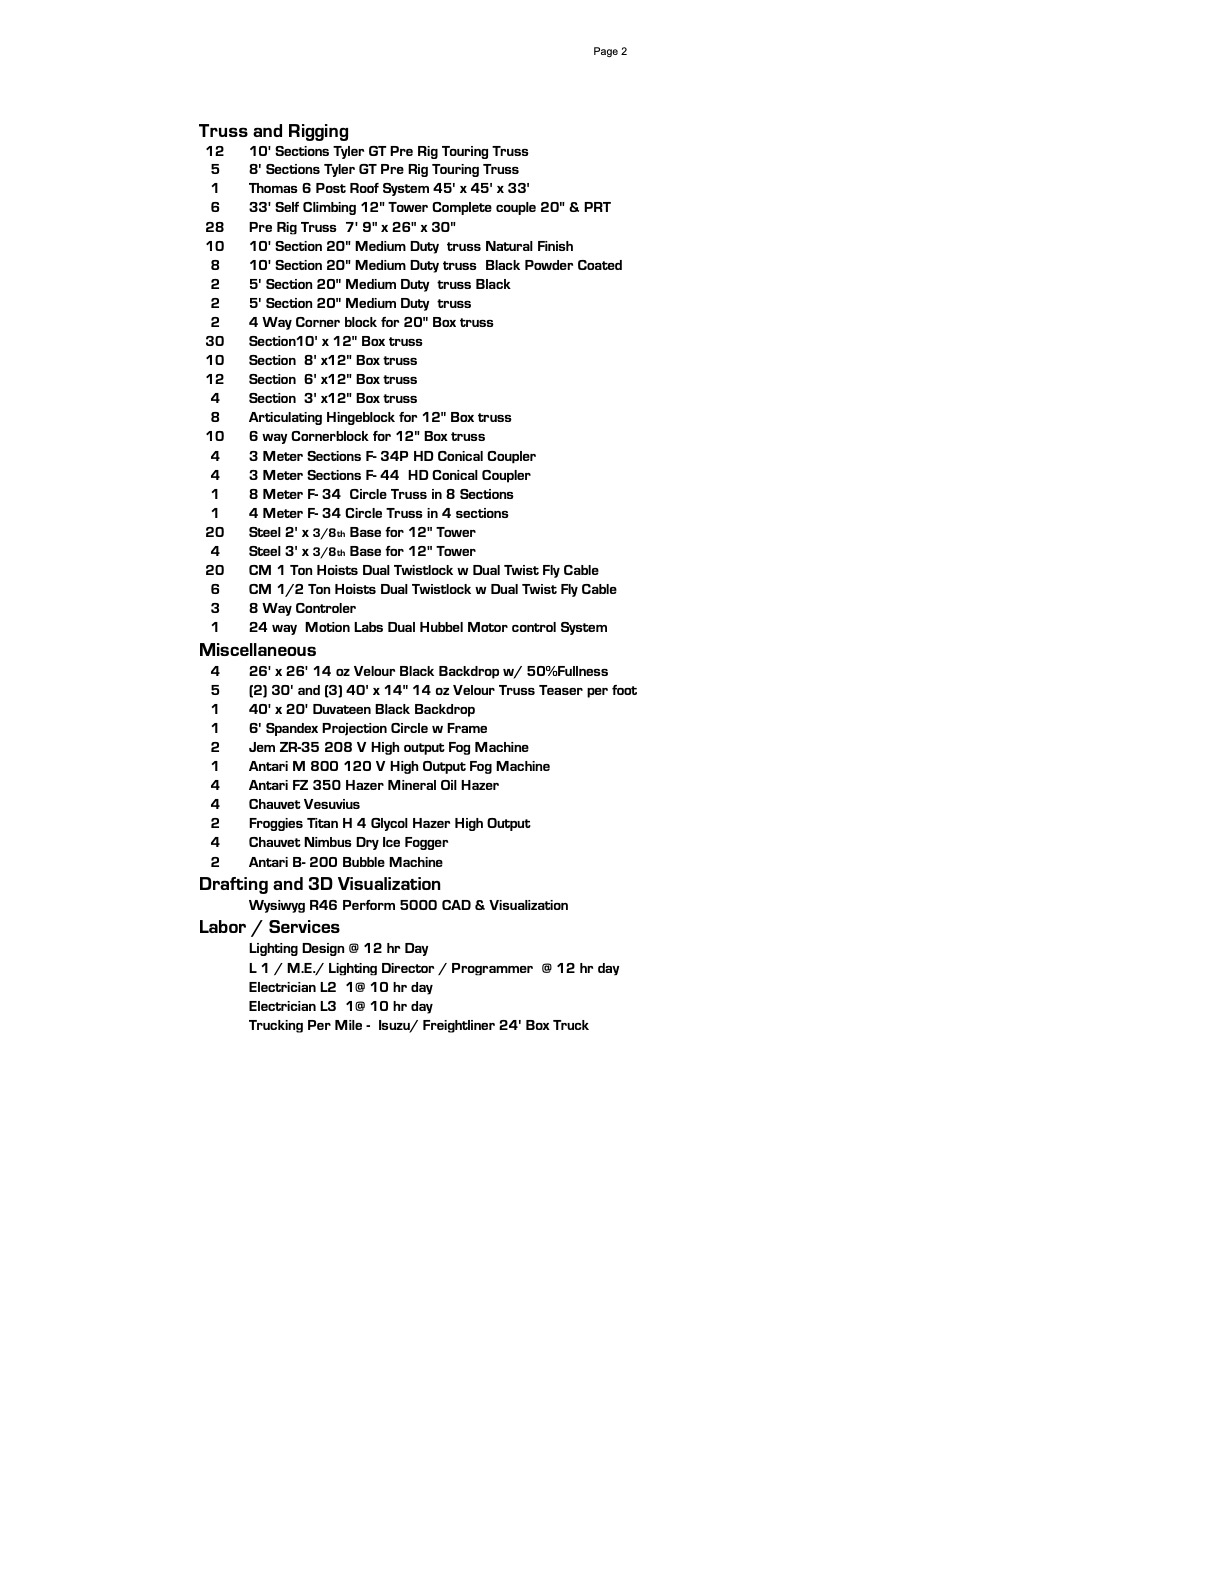 Page 2
Truss and Rigging
12 10' Sections Tyler GT Pre Rig Touring Truss
5 8' Sections Tyler GT Pre Rig Touring Truss
1 Thomas 6 Post Roof System 45' x 45' x 33'
6 33' Self Climbing 12" Tower Complete couple 20" & PRT
28 Pre Rig Truss  7' 9" x 26" x 30"
10 10' Section 20" Medium Duty  truss Natural Finish
8 10' Section 20" Medium Duty truss  Black Powder Coated
2 5' Section 20" Medium Duty  truss Black
2 5' Section 20" Medium Duty  truss
2 4 Way Corner block for 20" Box truss
30 Section10' x 12" Box truss
10 Section  8' x12" Box truss
12 Section  6' x12" Box truss
4 Section  3' x12" Box truss
8 Articulating Hingeblock for 12" Box truss
10 6 way Cornerblock for 12" Box truss
4 3 Meter Sections F- 34P HD Conical Coupler
4 3 Meter Sections F- 44  HD Conical Coupler
1 8 Meter F- 34  Circle Truss in 8 Sections
1 4 Meter F- 34 Circle Truss in 4 sections
20 Steel 2' x 3/8th Base for 12" Tower
4 Steel 3' x 3/8th Base for 12" Tower
20 CM 1 Ton Hoists Dual Twistlock w Dual Twist Fly Cable
6 CM 1/2 Ton Hoists Dual Twistlock w Dual Twist Fly Cable
3 8 Way Controler
1 24 way  Motion Labs Dual Hubbel Motor control System
Miscellaneous
4 26' x 26' 14 oz Velour Black Backdrop w/ 50%Fullness
5 (2) 30' and (3) 40' x 14" 14 oz Velour Truss Teaser per foot
1 40' x 20' Duvateen Black Backdrop
1 6' Spandex Projection Circle w Frame
2 Jem ZR-35 208 V High output Fog Machine
1 Antari M 800 120 V High Output Fog Machine
4 Antari FZ 350 Hazer Mineral Oil Hazer
4 Chauvet Vesuvius
2 Froggies Titan H 4 Glycol Hazer High Output
4 Chauvet Nimbus Dry Ice Fogger
2 Antari B- 200 Bubble Machine
Drafting and 3D Visualization
Wysiwyg R46 Perform 5000 CAD & Visualization
Labor / Services
Lighting Design @ 12 hr Day
L 1 / M.E./ Lighting Director / Programmer  @ 12 hr day
Electrician L2  1@ 10 hr day
Electrician L3  1@ 10 hr day
Trucking Per Mile -  Isuzu/ Freightliner 24' Box Truck